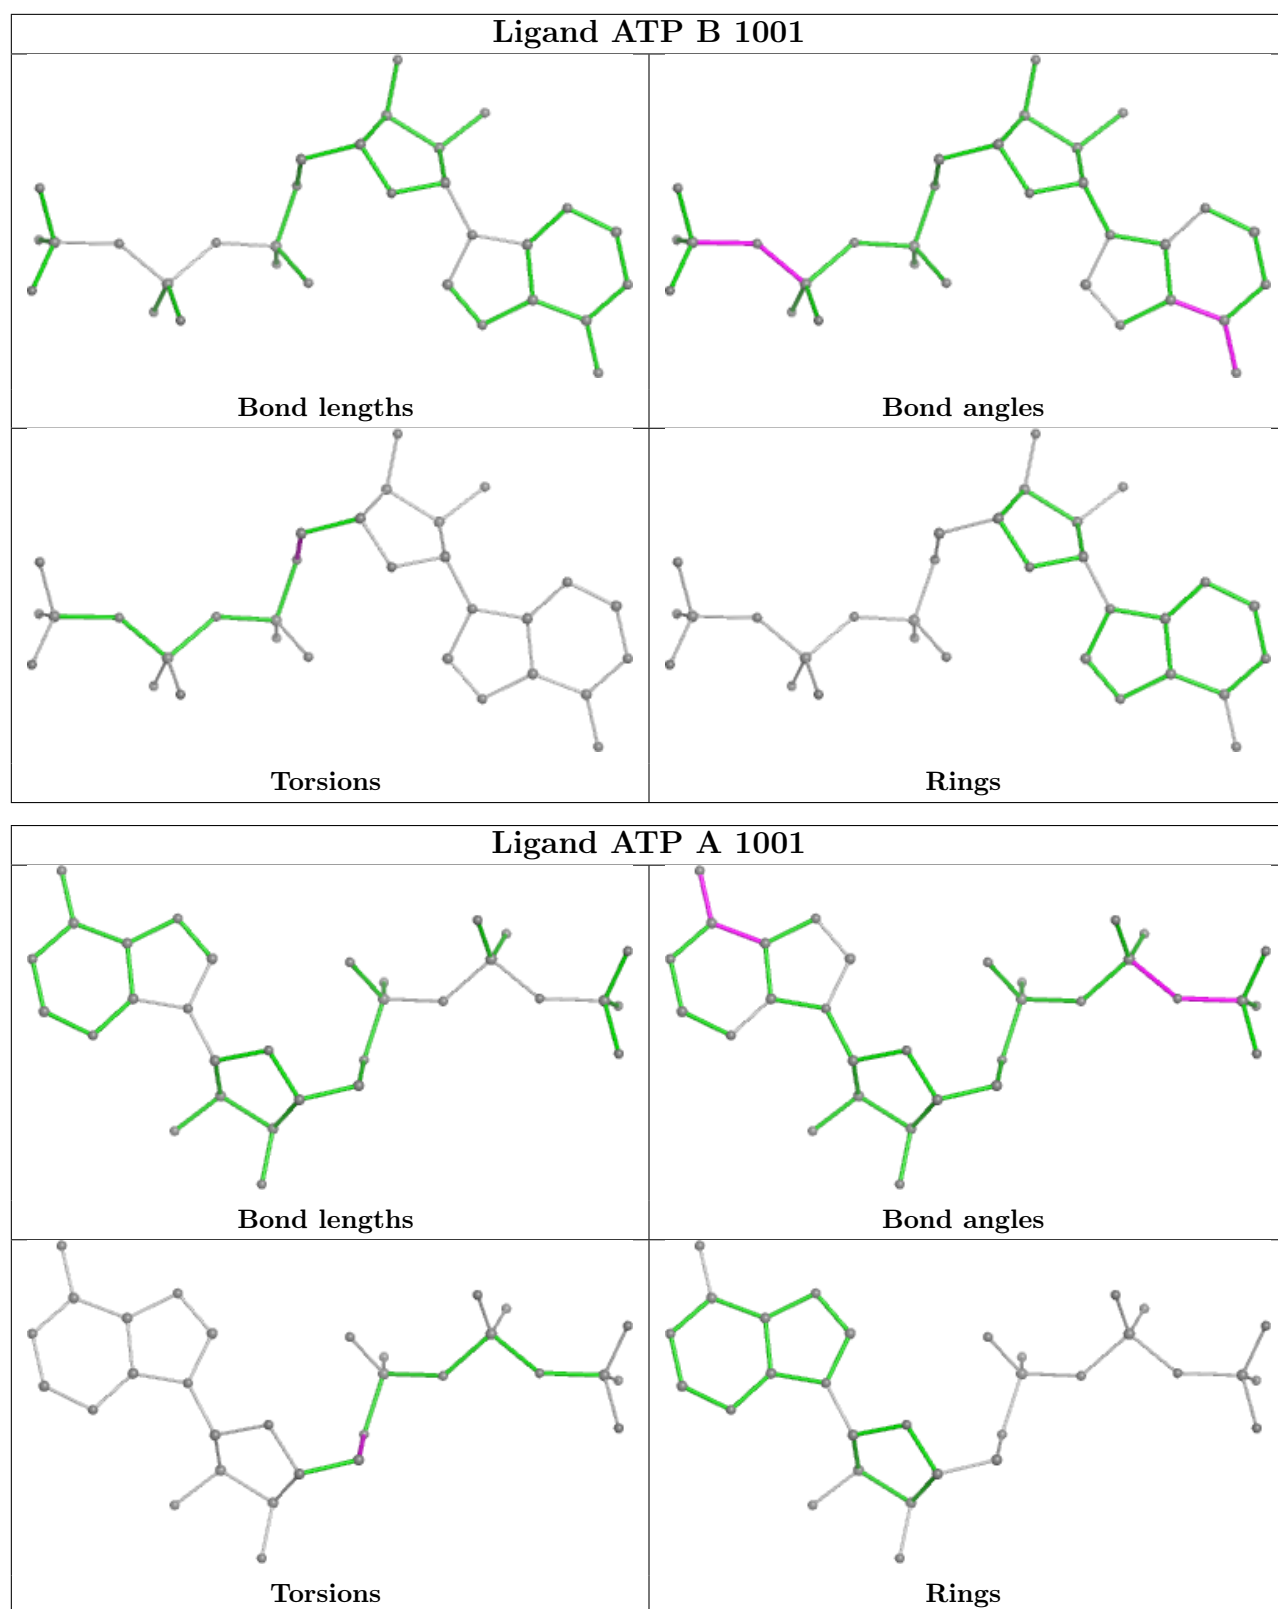 Ligand ATP B 1001
Bond lengths
Bond angles
Torsions
Rings
Ligand ATP A 1001
Bond lengths
Bond angles
Torsions
Rings